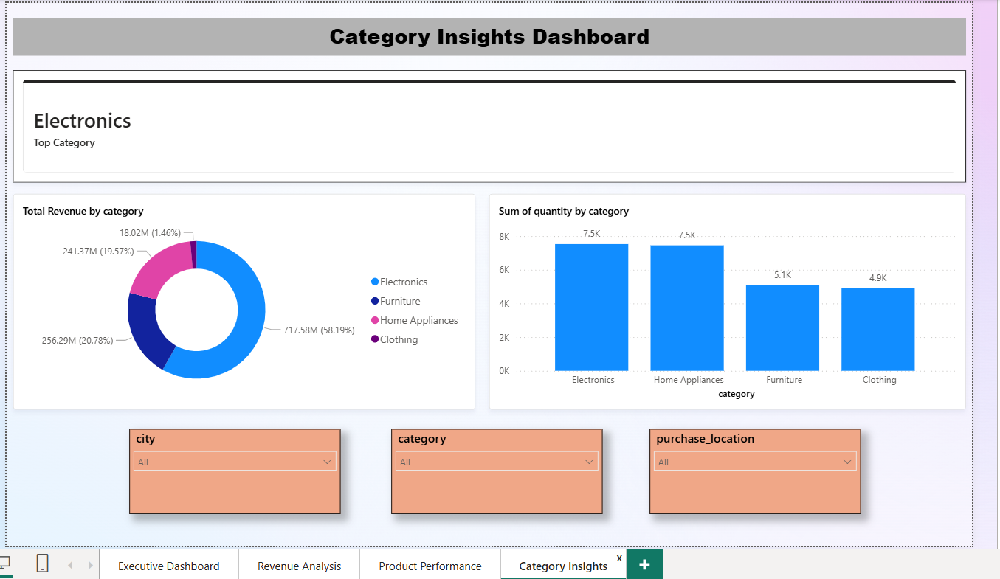 Category Insights Dashboard
Electronics
Top Category
Total Revenue by category
18.02M (1.46%)
241.37M (19.57%)
256.29M (20.78%)
717.58M (58.19%)
Electronics
Furniture
Home Appliances
Clothing
Sum of quantity by category
8K
6K
4K
2K
0K
7.5K
7.5K
5.1K
4.9K
Electronics
Home Appliances
Furniture
Clothing
category
city
All
category
All
purchase_location
All
Executive Dashboard
Revenue Analysis
Product Performance
Category Insights
x
+